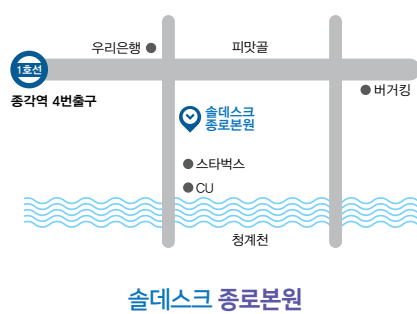 우리은행
피맛골
1호선
버거킹
종각역 4번출구
솔데스크
종로본원
스타벅스
CU
청계천
솔데스크 종로본원